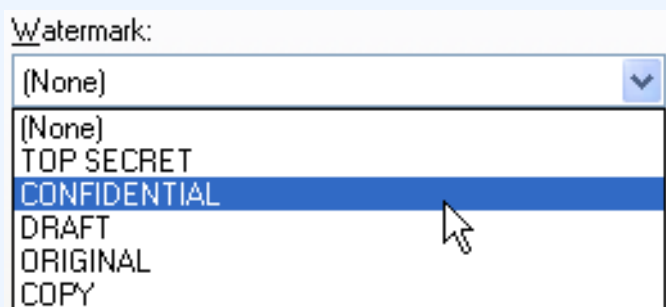 Watermark:
(None)
(None)
TOP SECRET
CONFIDENTIAL
DRAFT
ORIGINAL
COPY